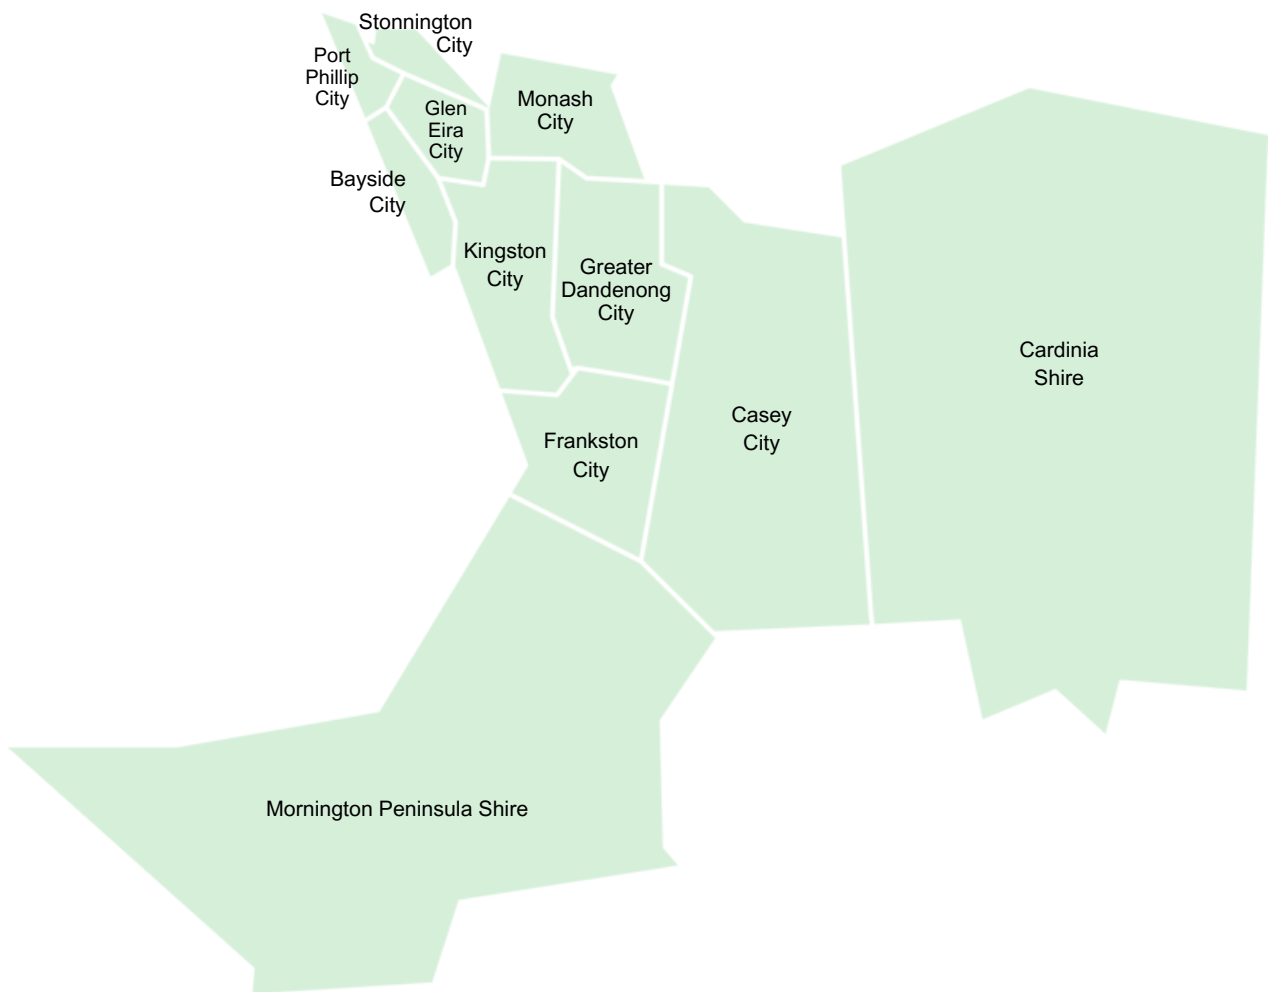 Stonnington
City
Port
Phillip
City
Monash
City
Glen
Eira
City
Bayside
City
Kingston
City
Greater
Dandenong
City
Cardinia
Shire
Casey
City
Frankston
City
Mornington Peninsula Shire